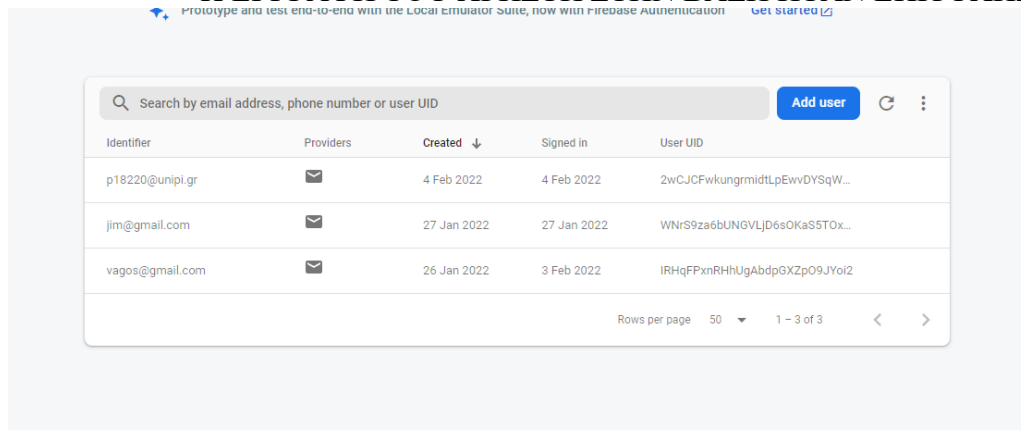 Prototype and test end-to-end with the Local Emulator Suite, now with Firebase Authentication Get started
Search by email address, phone number or user UID Add user
Identifier Providers Created Signed in User UID
p18220@unipi.gr 4 Feb 2022 4 Feb 2022 2wCJCFwkungrmidtLpEwvDYSqW...
jim@gmail.com 27 Jan 2022 27 Jan 2022 WNrS9za6bUNGVLjD6sOKaS5TOx...
vagos@gmail.com 26 Jan 2022 3 Feb 2022 IRHqFPxnRHhUgAbdpGXZpO9JYoi2
Rows per page 50 1 – 3 of 3